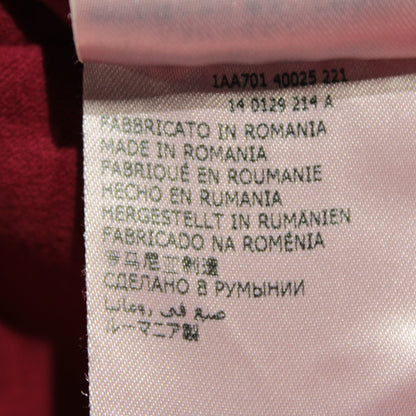 1AA701 40025 221
14 0129 214 A
FABBRICATO IN ROMANIA
MADE IN ROMANIA
FABRIQUÉ EN ROUMANIE
HECHO EN RUMANIA
HERGESTELLT IN RUMÄNIEN
FABRICADO NA ROMÉNIA
罗马尼亚制造
СДЕЛАНО В РУМЫНИИ
صنع في رومانيا
ルーマニア製